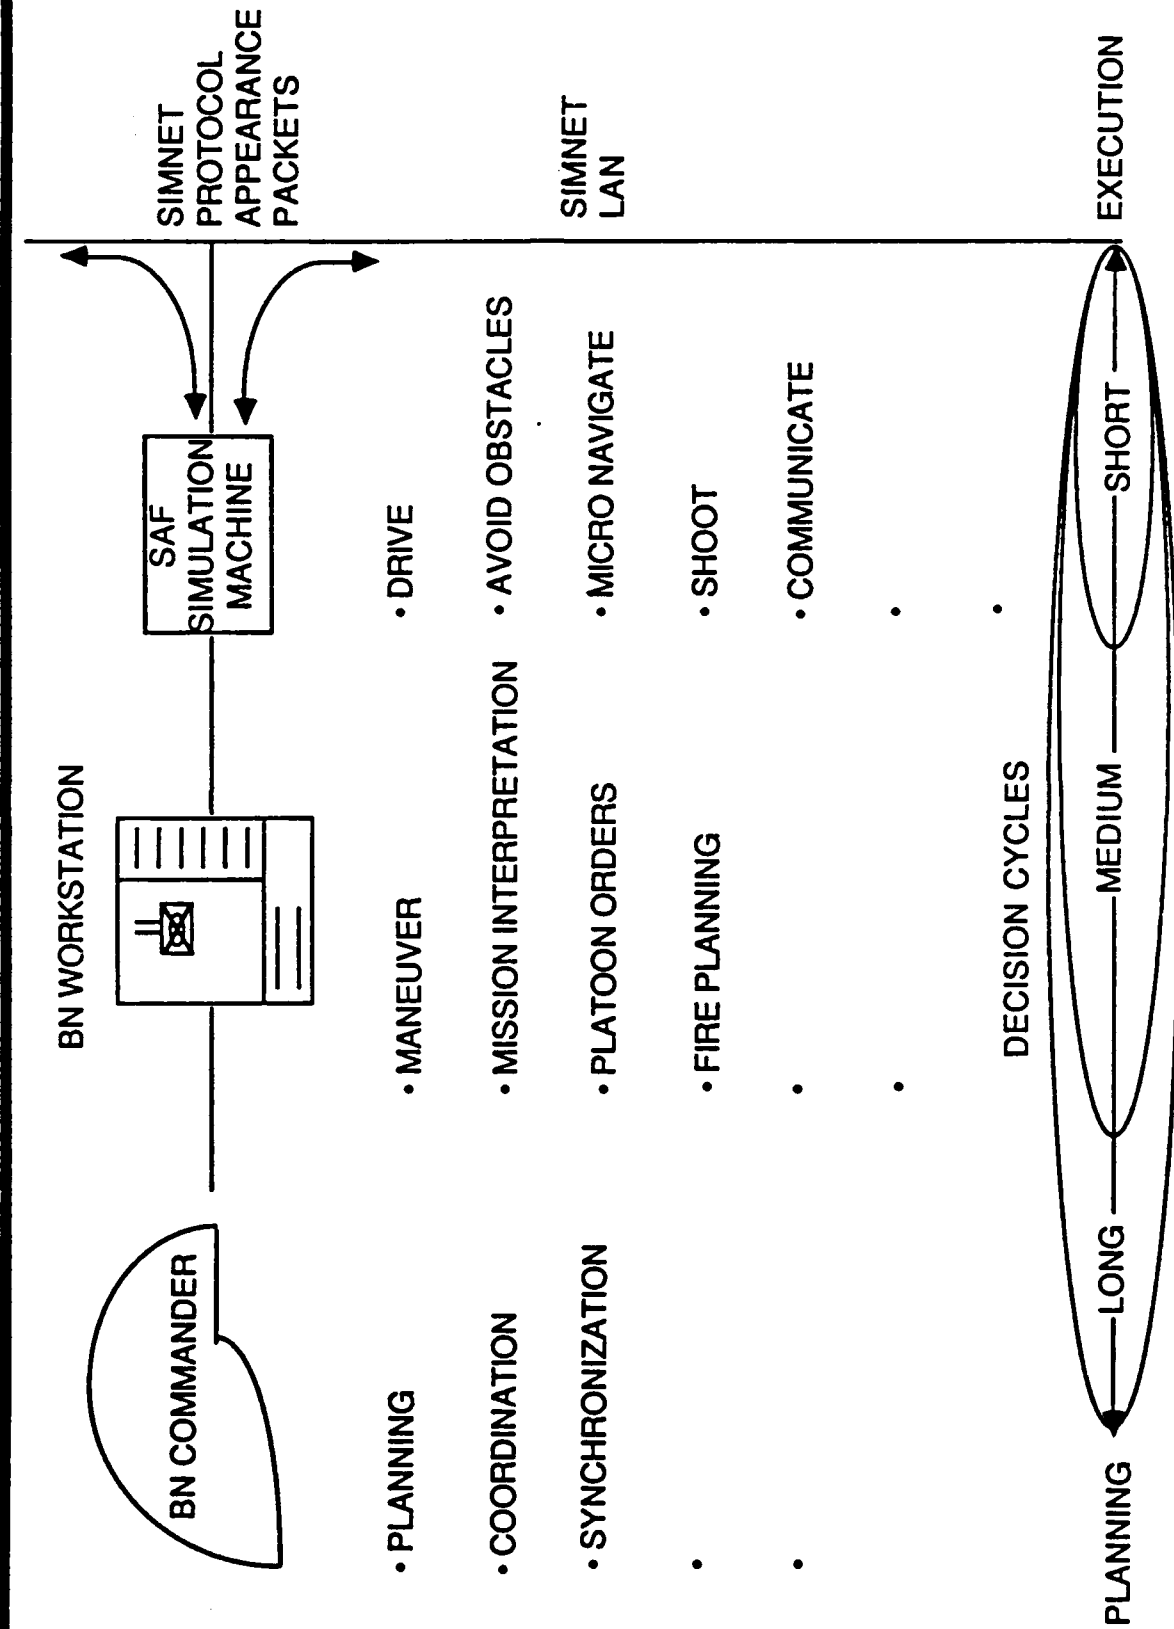 BN COMMANDER
• PLANNING
• COORDINATION
• SYNCHRONIZATION
•
•
BN WORKSTATION
• MANEUVER
• MISSION INTERPRETATION
• PLATOON ORDERS
• FIRE PLANNING
•
•
SAF
SIMULATION
MACHINE
• DRIVE
• AVOID OBSTACLES
• MICRO NAVIGATE
• SHOOT
• COMMUNICATE
•
•
SIMNET
PROTOCOL
APPEARANCE
PACKETS
SIMNET
LAN
DECISION CYCLES
PLANNING
LONG
MEDIUM
SHORT
EXECUTION